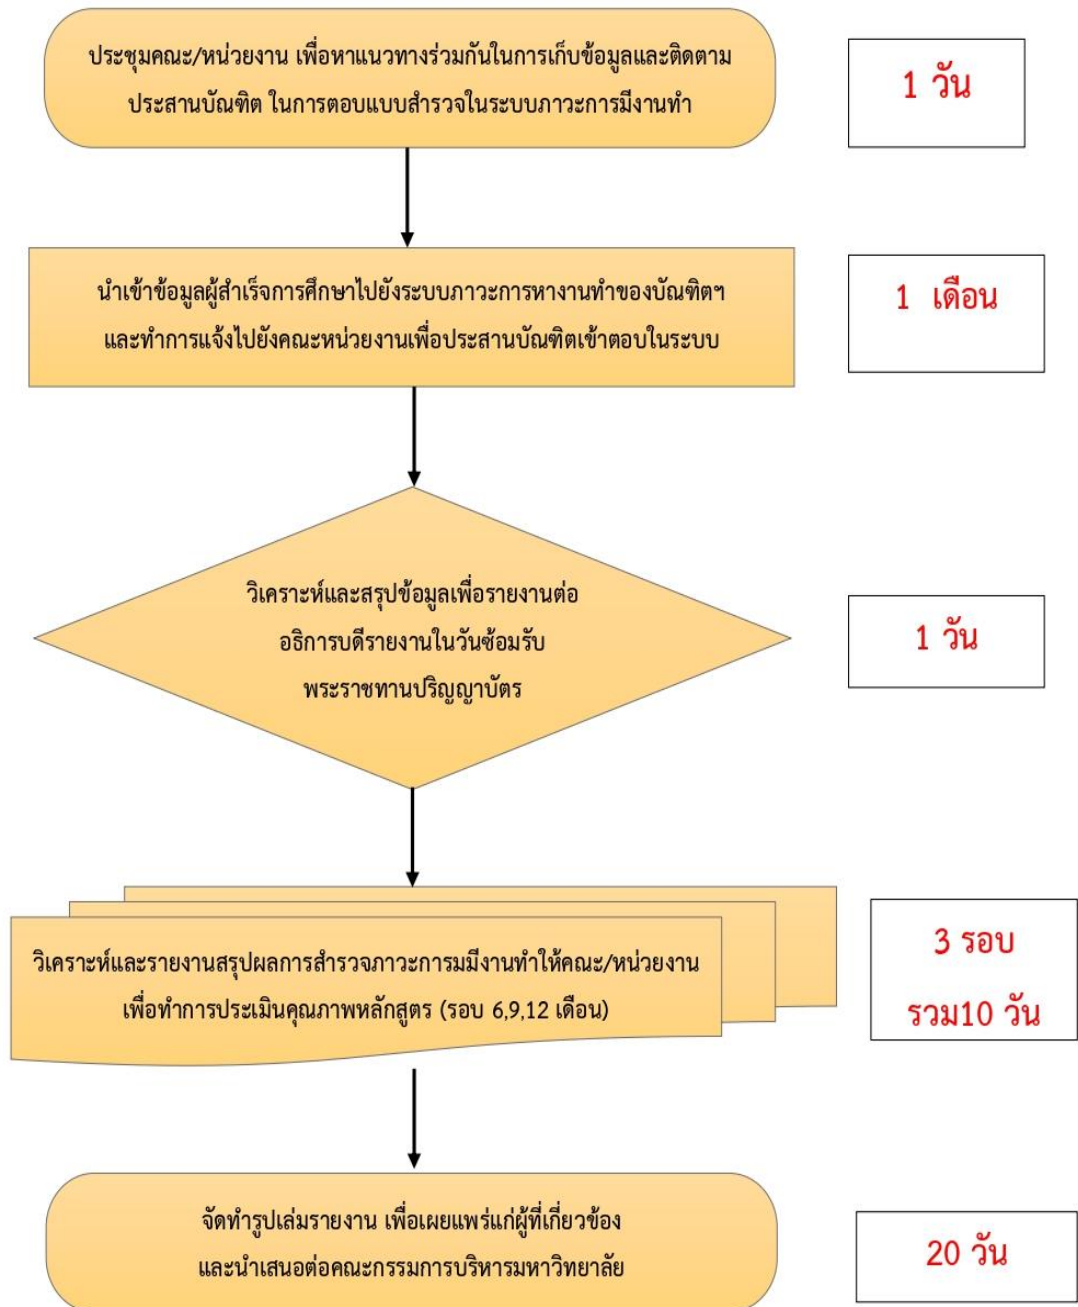 ประชุมคณะ/หน่วยงาน เพื่อหาแนวทางร่วมกันในการเก็บข้อมูลและติดตาม
ประสานบัณฑิต ในการตอบแบบสำรวจในระบบภาวะการมีงานทำ
1 วัน
นำเข้าข้อมูลผู้สำเร็จการศึกษาไปยังระบบภาวะการหางานทำของบัณฑิตฯ
และทำการแจ้งไปยังคณะหน่วยงานเพื่อประสานบัณฑิตเข้าตอบในระบบ
1 เดือน
วิเคราะห์และสรุปข้อมูลเพื่อรายงานต่อ
อธิการบดีรายงานในวันซ้อมรับ
พระราชทานปริญญาบัตร
1 วัน
วิเคราะห์และรายงานสรุปผลการสำรวจภาวะการมมีงานทำให้คณะ/หน่วยงาน
เพื่อทำการประเมินคุณภาพหลักสูตร (รอบ 6,9,12 เดือน)
3 รอบ
รวม10 วัน
จัดทำรูปเล่มรายงาน เพื่อเผยแพร่แก่ผู้ที่เกี่ยวข้อง
และนำเสนอต่อคณะกรรมการบริหารมหาวิทยาลัย
20 วัน